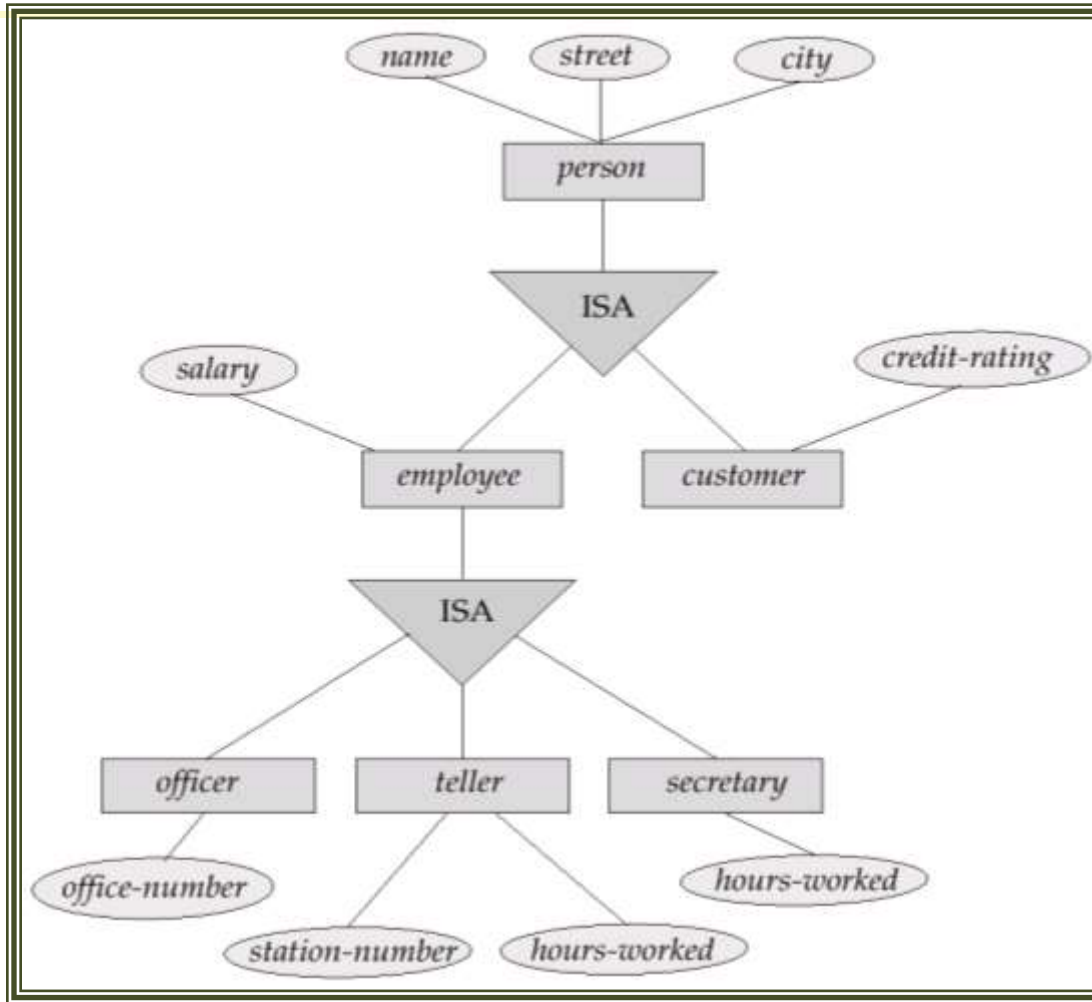 name street city
person
ISA
salary credit-rating
employee customer
ISA
officer teller secretary
office-number hours-worked
station-number hours-worked